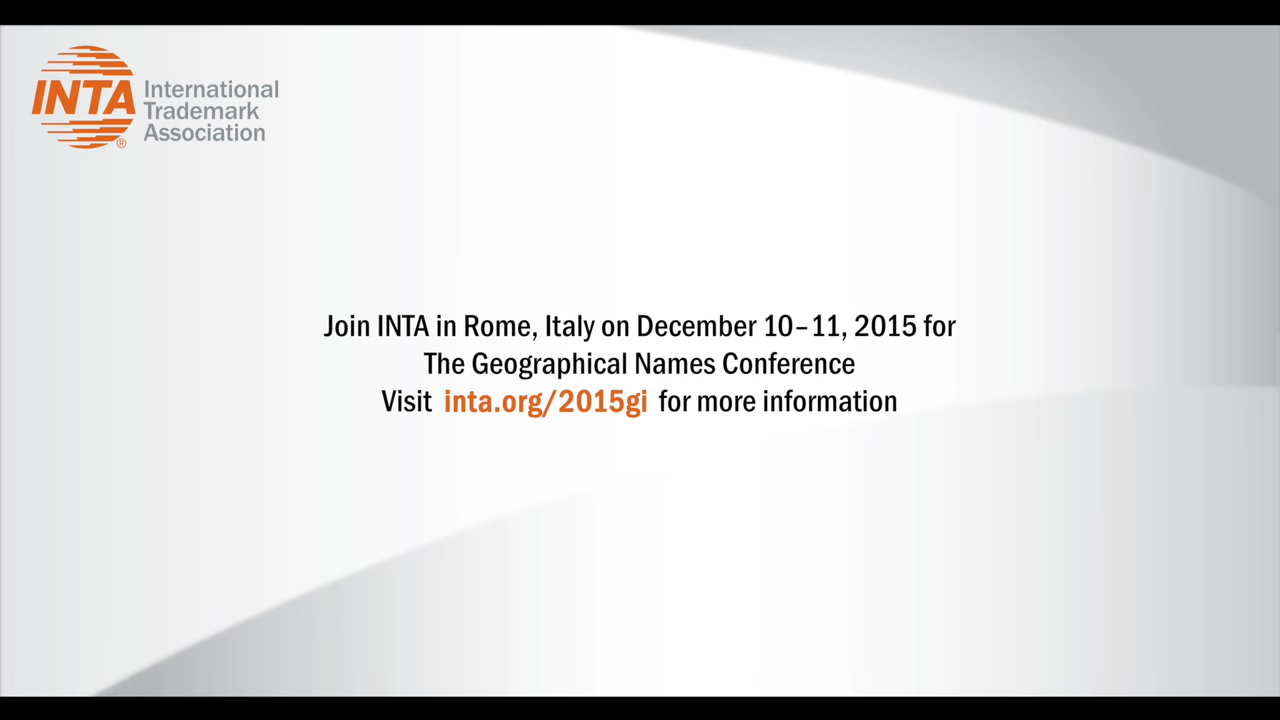 INTA
International
Trademark
Association
®
Join INTA in Rome, Italy on December 10–11, 2015 for
The Geographical Names Conference
Visit inta.org/2015gi for more information